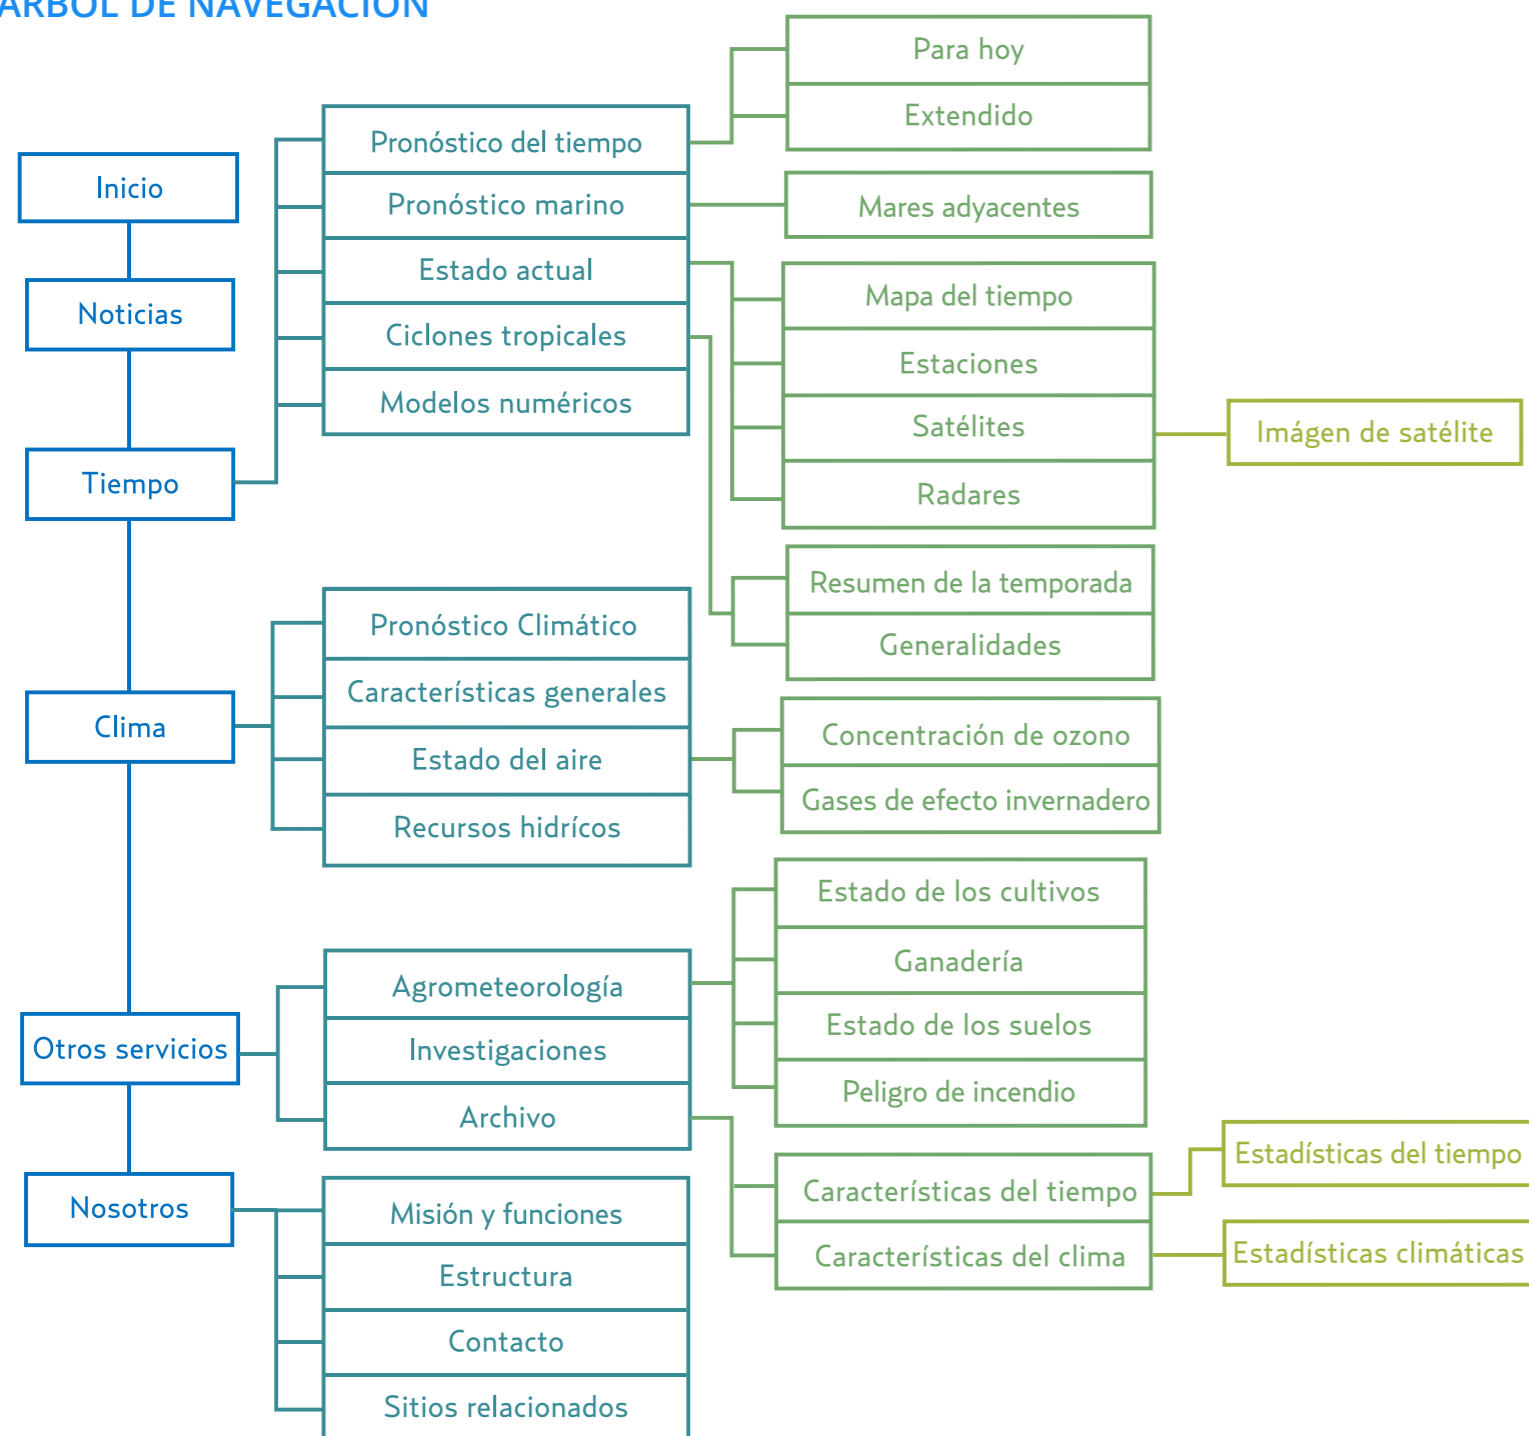 ÁRBOL DE NAVEGACIÓN
Inicio
Noticias
Tiempo
Clima
Otros servicios
Nosotros
Pronóstico del tiempo
Pronóstico marino
Estado actual
Ciclones tropicales
Modelos numéricos
Pronóstico Climático
Características generales
Estado del aire
Recursos hidrícos
Agrometeorología
Investigaciones
Archivo
Misión y funciones
Estructura
Contacto
Sitios relacionados
Para hoy
Extendido
Mares adyacentes
Mapa del tiempo
Estaciones
Satélites
Radares
Resumen de la temporada
Generalidades
Concentración de ozono
Gases de efecto invernadero
Estado de los cultivos
Ganadería
Estado de los suelos
Peligro de incendio
Características del tiempo
Características del clima
Imágen de satélite
Estadísticas del tiempo
Estadísticas climáticas